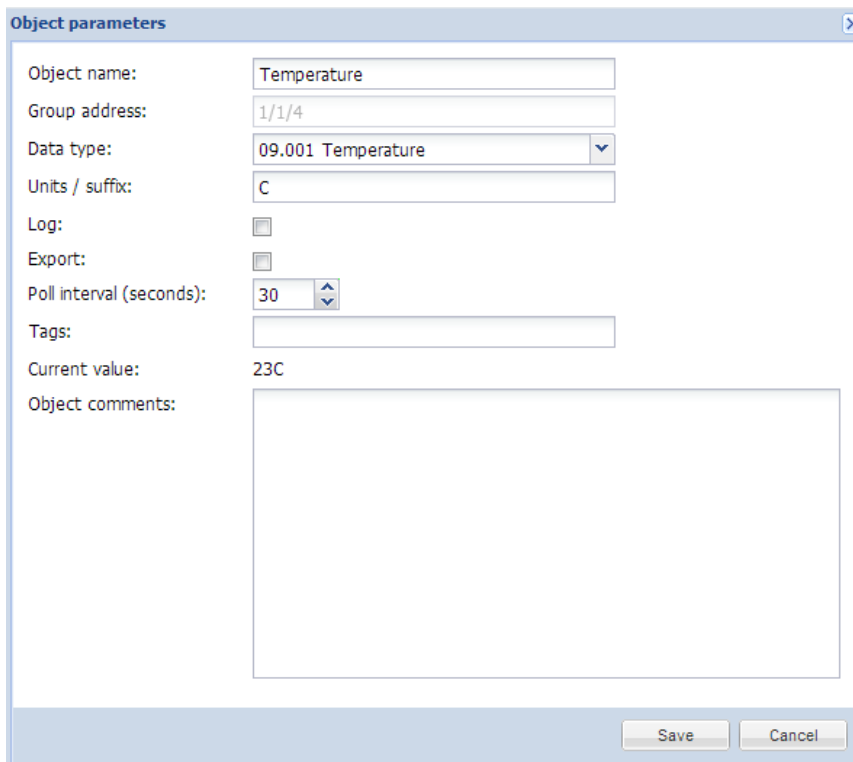 Object parameters
Object name: Temperature
Group address: 1/1/4
Data type: 09.001 Temperature
Units / suffix: C
Log:
Export:
Poll interval (seconds): 30
Tags:
Current value: 23C
Object comments:
Save Cancel